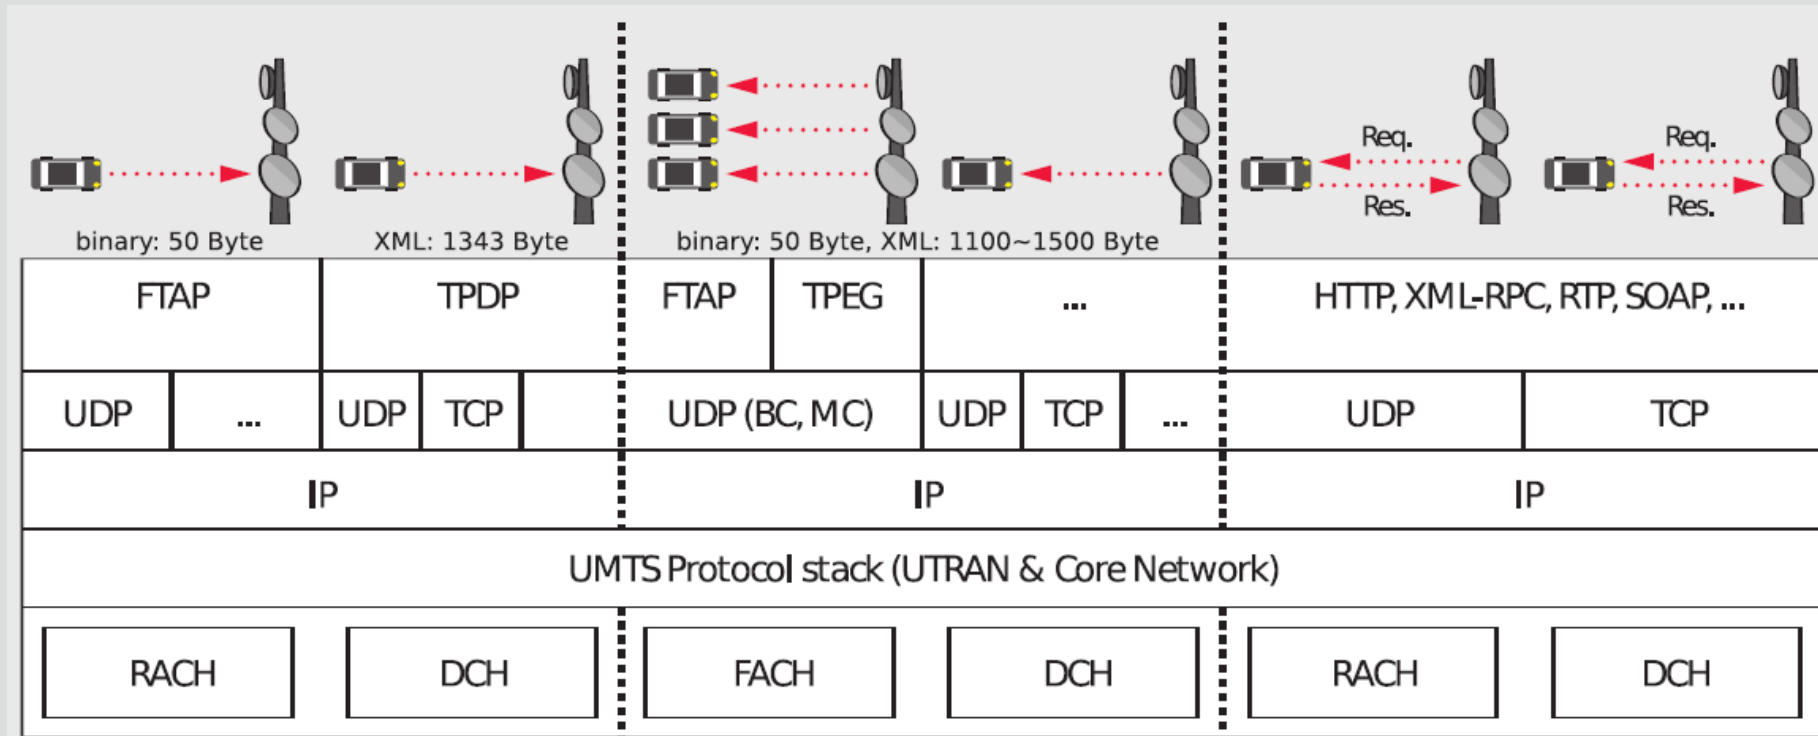 Req. Req.
Res. Res.
binary: 50 Byte XML: 1343 Byte binary: 50 Byte, XML: 1100~1500 Byte
FTAP TPDP FTAP TPEG ... HTTP, XML-RPC, RTP, SOAP, ...
UDP ... UDP TCP UDP (BC, MC) UDP TCP ... UDP TCP
IP IP IP
UMTS Protocol stack (UTRAN & Core Network)
RACH DCH FACH DCH RACH DCH